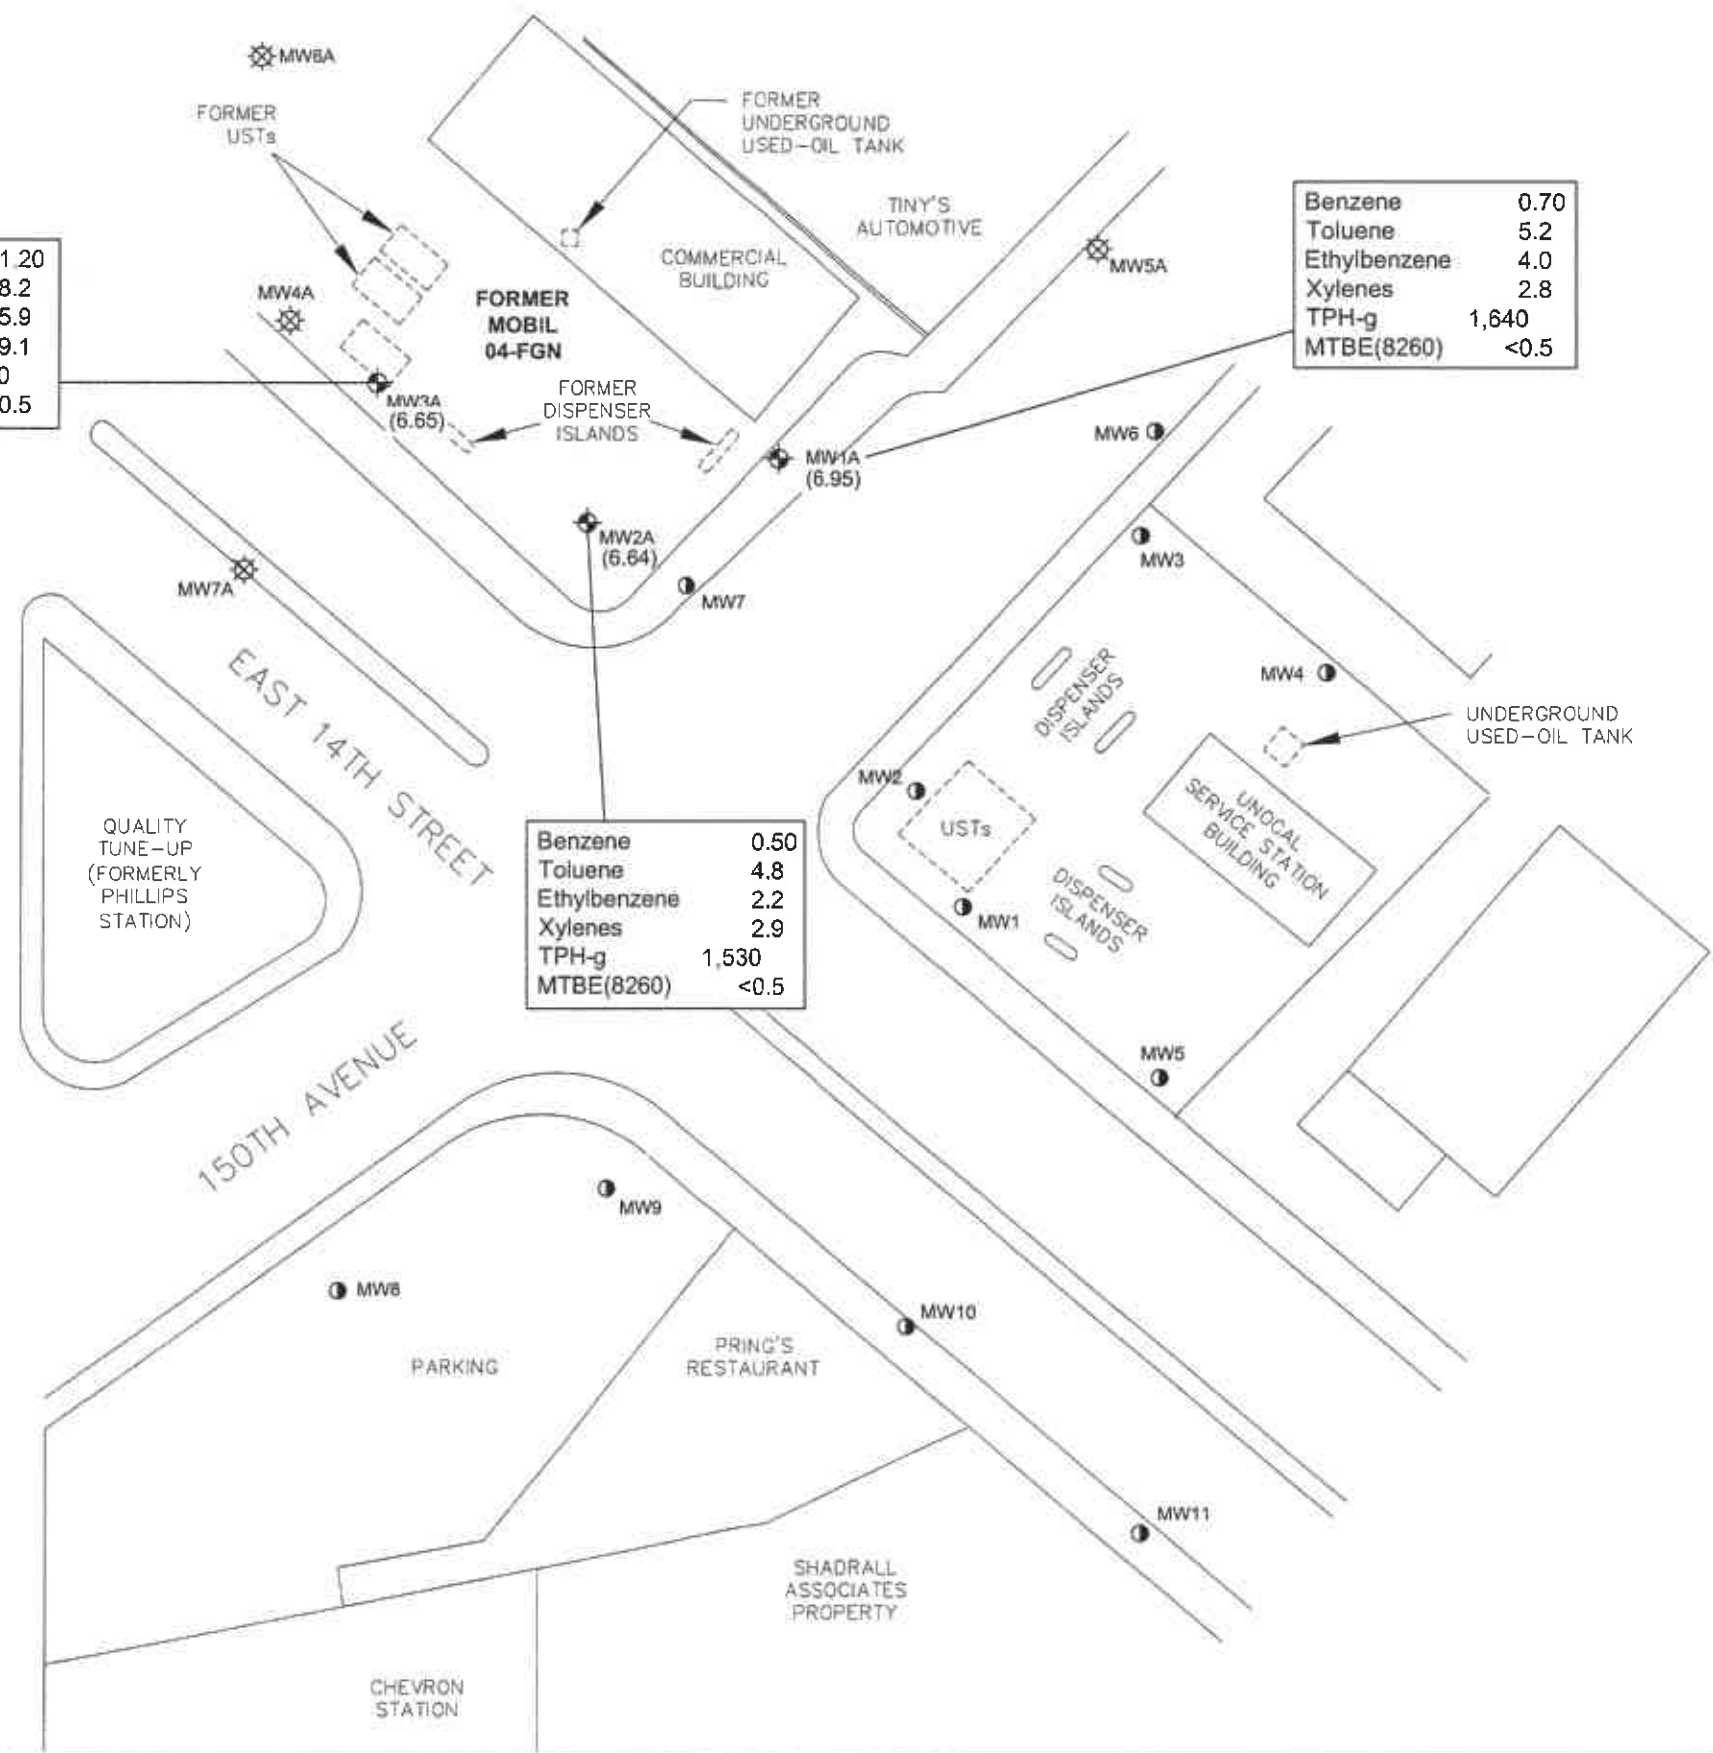 MW6A
FORMER
USTs
FORMER
UNDERGROUND
USED-OIL TANK
TINY'S
AUTOMOTIVE
COMMERCIAL
BUILDING
MW5A
Benzene 0.70
Toluene 5.2
Ethylbenzene 4.0
Xylenes 2.8
TPH-g 1,640
MTBE(8260) <0.5
1.20
8.2
5.9
9.1
0
0.5
MW4A
FORMER
MOBIL
04-FGN
MW3A
(6.65)
FORMER
DISPENSER
ISLANDS
MW1A
(6.95)
MW2A
(6.64)
MW7
MW7A
MW6
MW3
MW4
UNDERGROUND
USED-OIL TANK
DISPENSER
ISLANDS
MW2
USTs
UNOCAL
SERVICE STATION
BUILDING
DISPENSER
ISLANDS
MW1
MW5
EAST 14TH STREET
QUALITY
TUNE-UP
(FORMERLY
PHILLIPS
STATION)
Benzene 0.50
Toluene 4.8
Ethylbenzene 2.2
Xylenes 2.9
TPH-g 1,530
MTBE(8260) <0.5
150TH AVENUE
MW9
MW8
MW10
PARKING
PRING'S
RESTAURANT
MW11
SHADRALL
ASSOCIATES
PROPERTY
CHEVRON
STATION